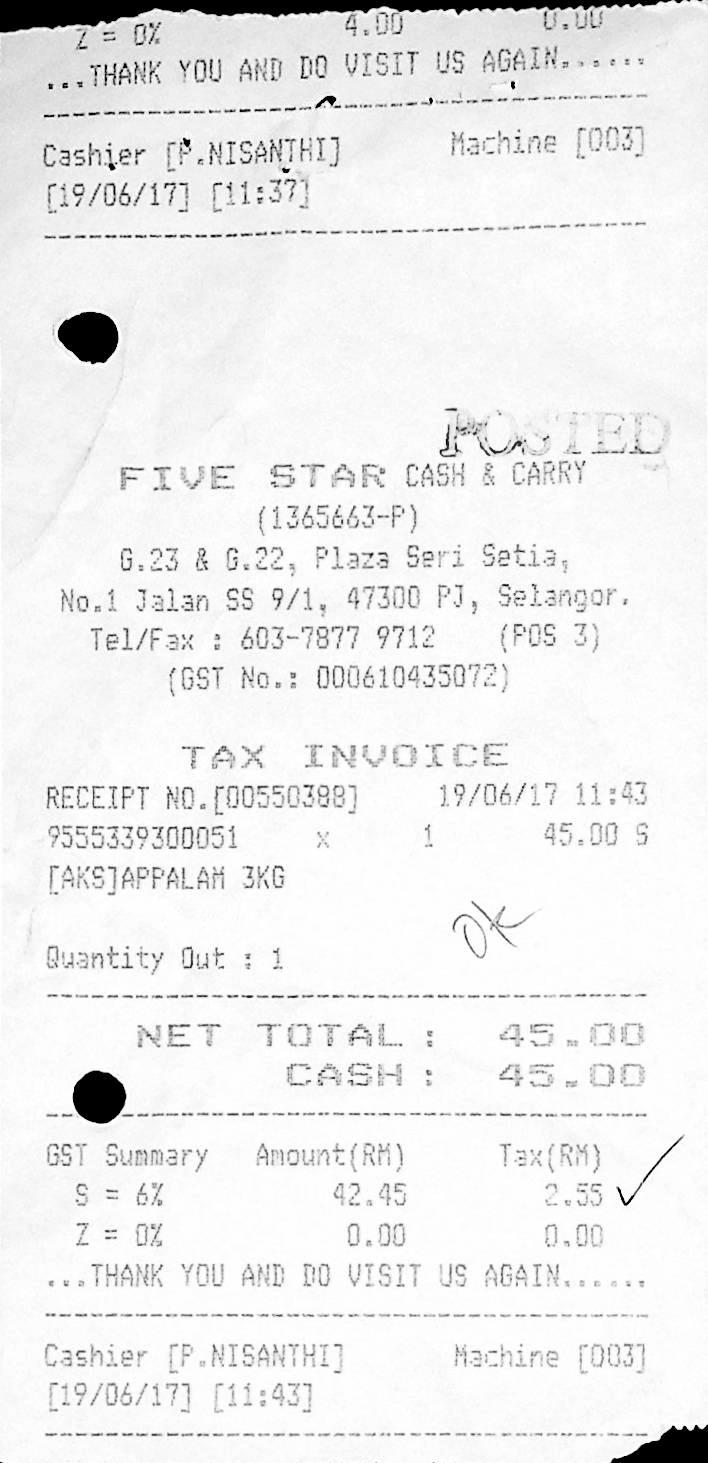 Z = 0% 4.00 0.00
...THANK YOU AND DO VISIT US AGAIN......
Cashier [P.NISANTHI] Machine [003]
[19/06/17] [11:37]
POSTED
FIVE STAR CASH & CARRY
(1365663-P)
G.23 & G.22, Plaza Seri Setia,
No.1 Jalan SS 9/1, 47300 PJ, Selangor.
Tel/Fax : 603-7877 9712 (POS 3)
(GST No.: 000610435072)
TAX INVOICE
RECEIPT NO.[00550388] 19/06/17 11:43
9555339300051 x 1 45.00 S
[AKS]APPALAM 3KG
OK
Quantity Out : 1
NET TOTAL : 45.00
CASH : 45.00
GST Summary Amount(RM) Tax(RM)
S = 6% 42.45 2.55
Z = 0% 0.00 0.00
...THANK YOU AND DO VISIT US AGAIN......
Cashier [P.NISANTHI] Machine [003]
[19/06/17] [11:43]